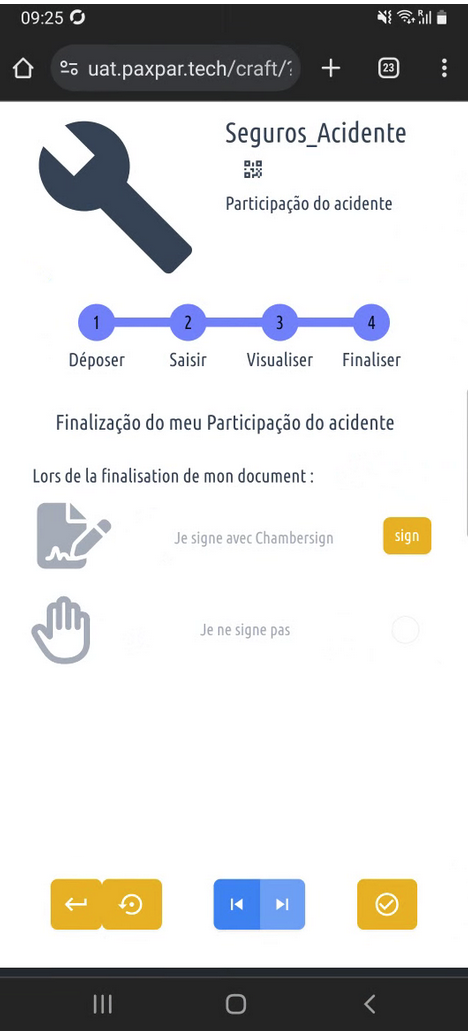 09:25
uat.paxpar.tech/craft/?
23
Seguros_Acidente
Participação do acidente
1 2 3 4
Déposer Saisir Visualiser Finaliser
Finalização do meu Participação do acidente
Lors de la finalisation de mon document :
Je signe avec Chambersign sign
Je ne signe pas